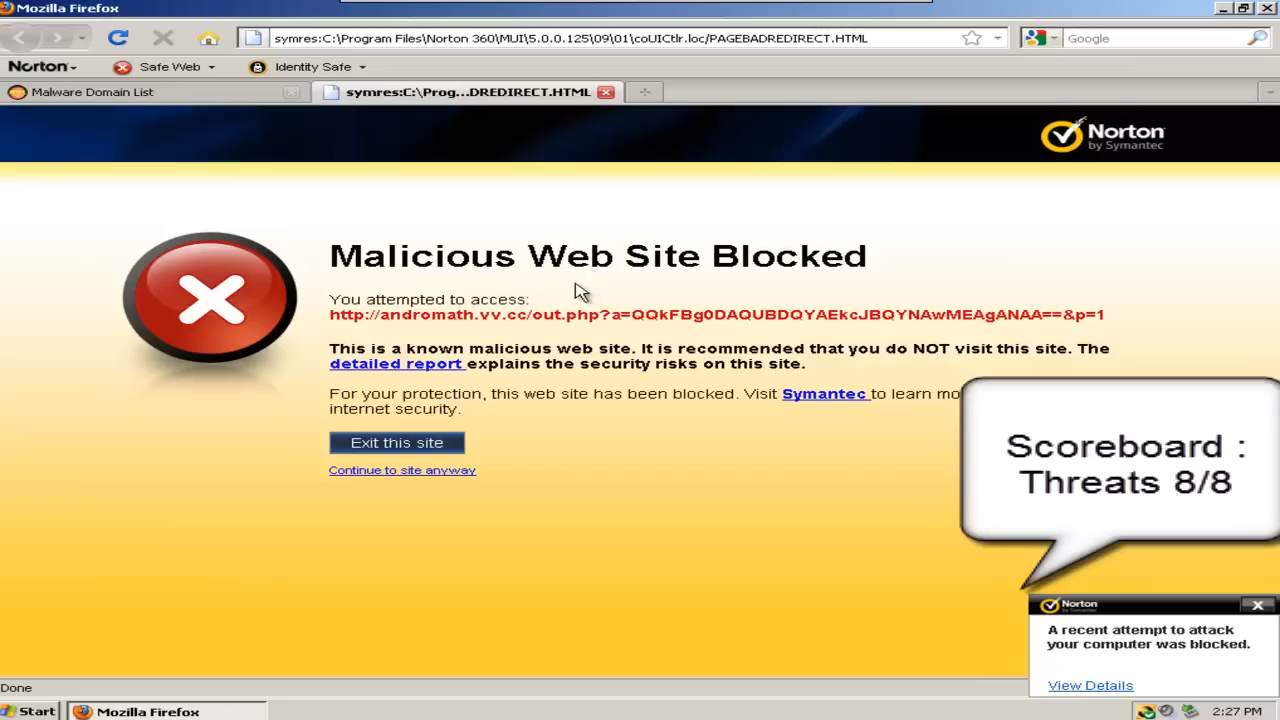 Mozilla Firefox
symres:C:\Program Files\Norton 360\MUI\5.0.0.125\09\01\coUICtlr.loc/PAGEBADREDIRECT.HTML
Google
Norton
Safe Web
Identity Safe
Malware Domain List
symres:C:\Prog...DREDIRECT.HTML
Norton
by Symantec
Malicious Web Site Blocked
You attempted to access:
http://andromath.vv.cc/out.php?a=QQkFBg0DAQUBDQYAEkcJBQYNAwMEAgANAA==&p=1
This is a known malicious web site. It is recommended that you do NOT visit this site. The
detailed report explains the security risks on this site.
For your protection, this web site has been blocked. Visit Symantec to learn mo
internet security.
Exit this site
Continue to site anyway
Scoreboard :
Threats 8/8
Norton
by Symantec
A recent attempt to attack
your computer was blocked.
View Details
Done
Start
Mozilla Firefox
2:27 PM